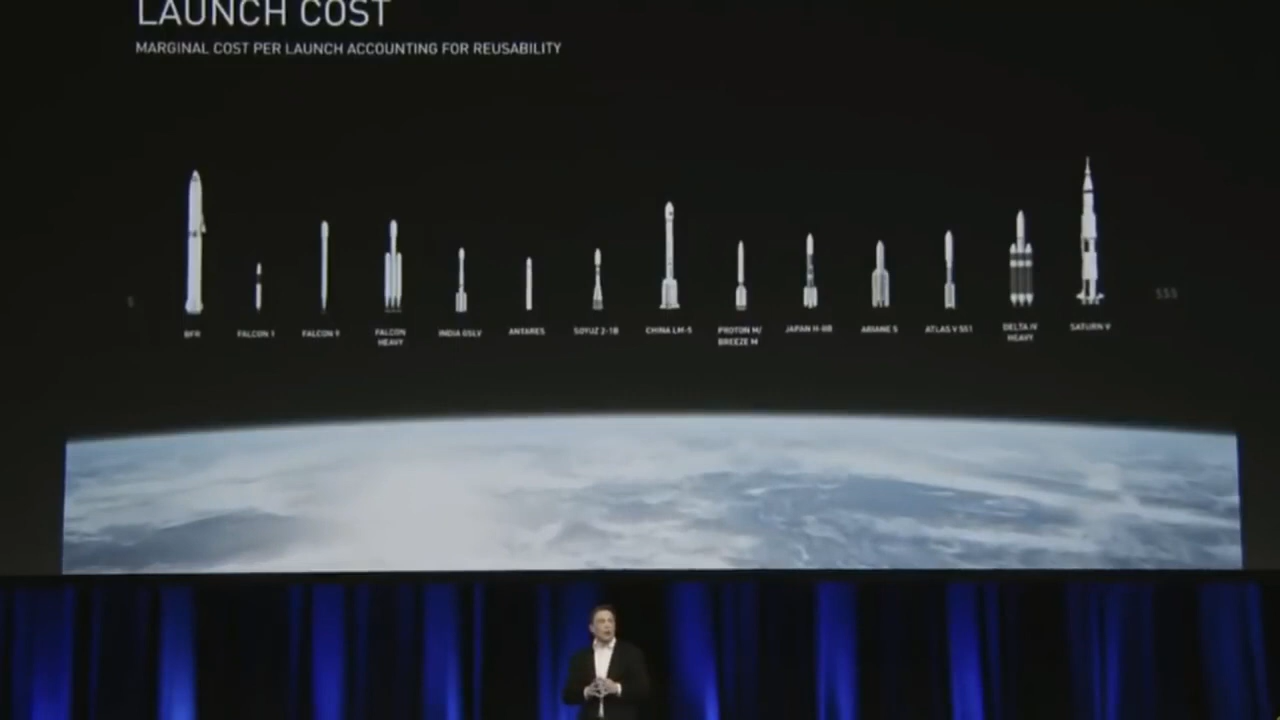 LAUNCH COST
MARGINAL COST PER LAUNCH ACCOUNTING FOR REUSABILITY
$
$$$
BFR
FALCON 1
FALCON 9
FALCON
HEAVY
INDIA GSLV
ANTARES
SOYUZ 2-1B
CHINA LM-5
PROTON M/
BREEZE M
JAPAN H-IIB
ARIANE 5
ATLAS V 551
DELTA IV
HEAVY
SATURN V